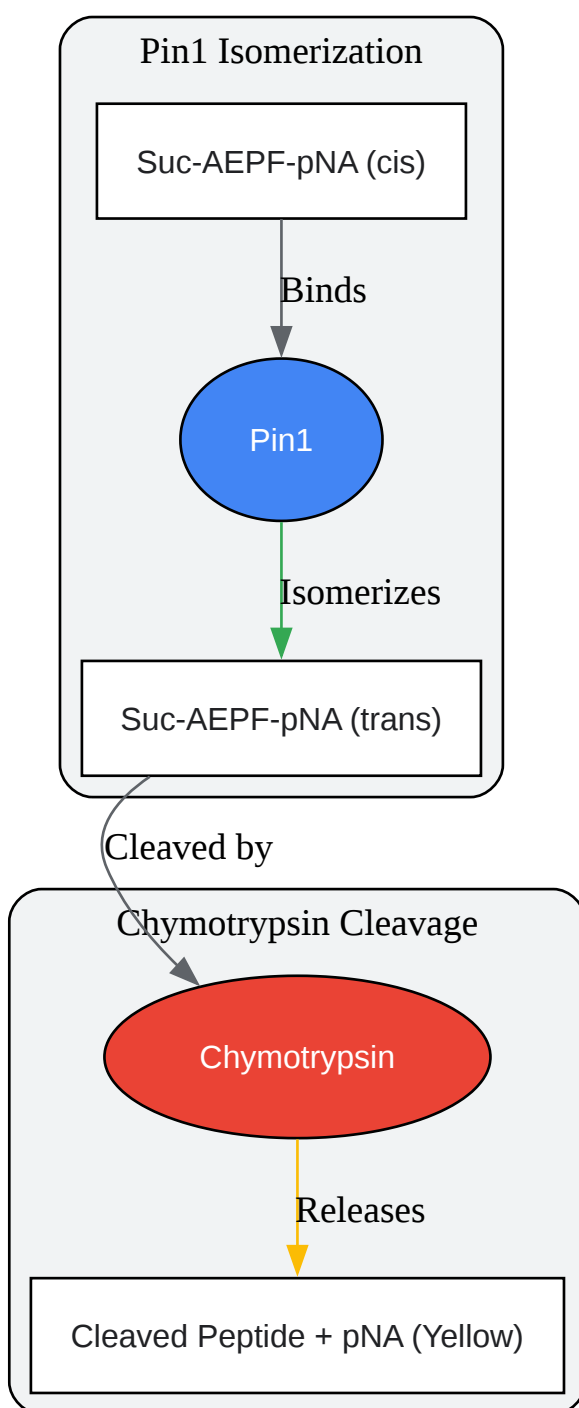 Pin1 Isomerization
Suc-AEPF-pNA (cis)
Binds
Pin1
Isomerizes
Suc-AEPF-pNA (trans)
Cleaved by
Chymotrypsin Cleavage
Chymotrypsin
Releases
Cleaved Peptide + pNA (Yellow)